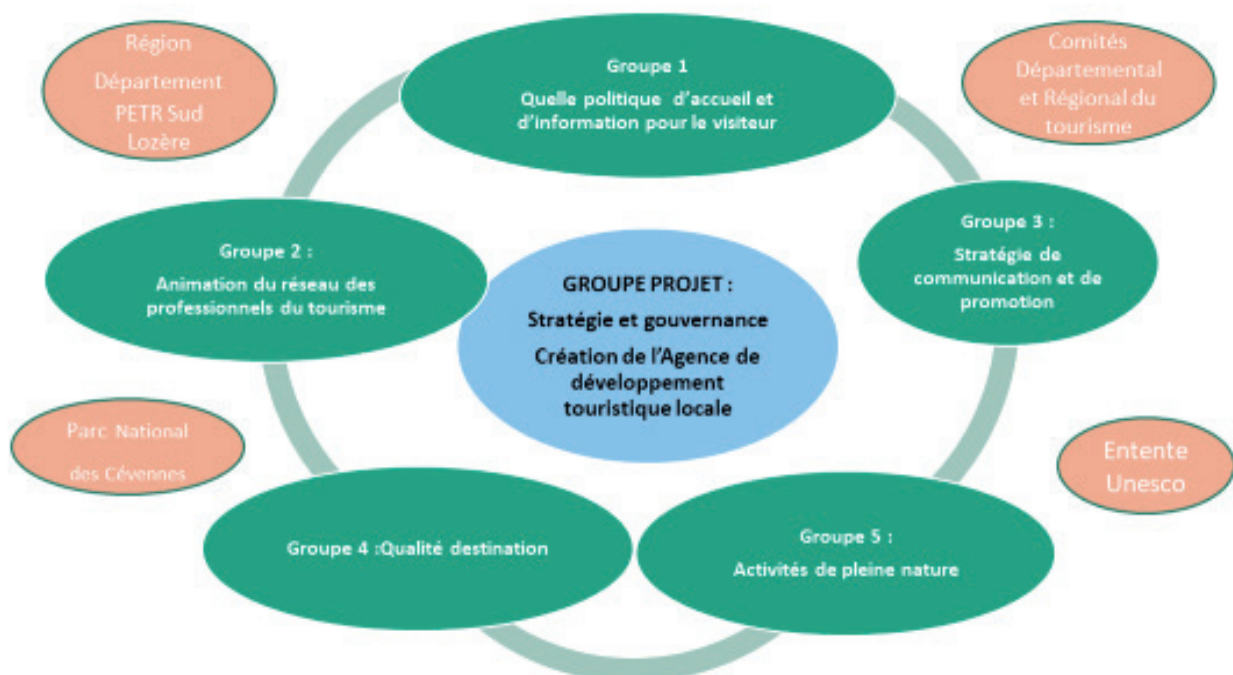 Région
Département
PETR Sud
Lozère
Groupe 1
Quelle politique d'accueil et
d'information pour le visiteur
Comités
Départemental
et Régional du
tourisme
Groupe 2 :
Animation du réseau des
professionnels du tourisme
GROUPE PROJET :
Stratégie et gouvernance
Création de l'Agence de
développement
touristique locale
Groupe 3 :
Stratégie de
communication et de
promotion
Parc National
des Cévennes
Entente
Unesco
Groupe 4 :Qualité destination
Groupe 5 :
Activités de pleine nature